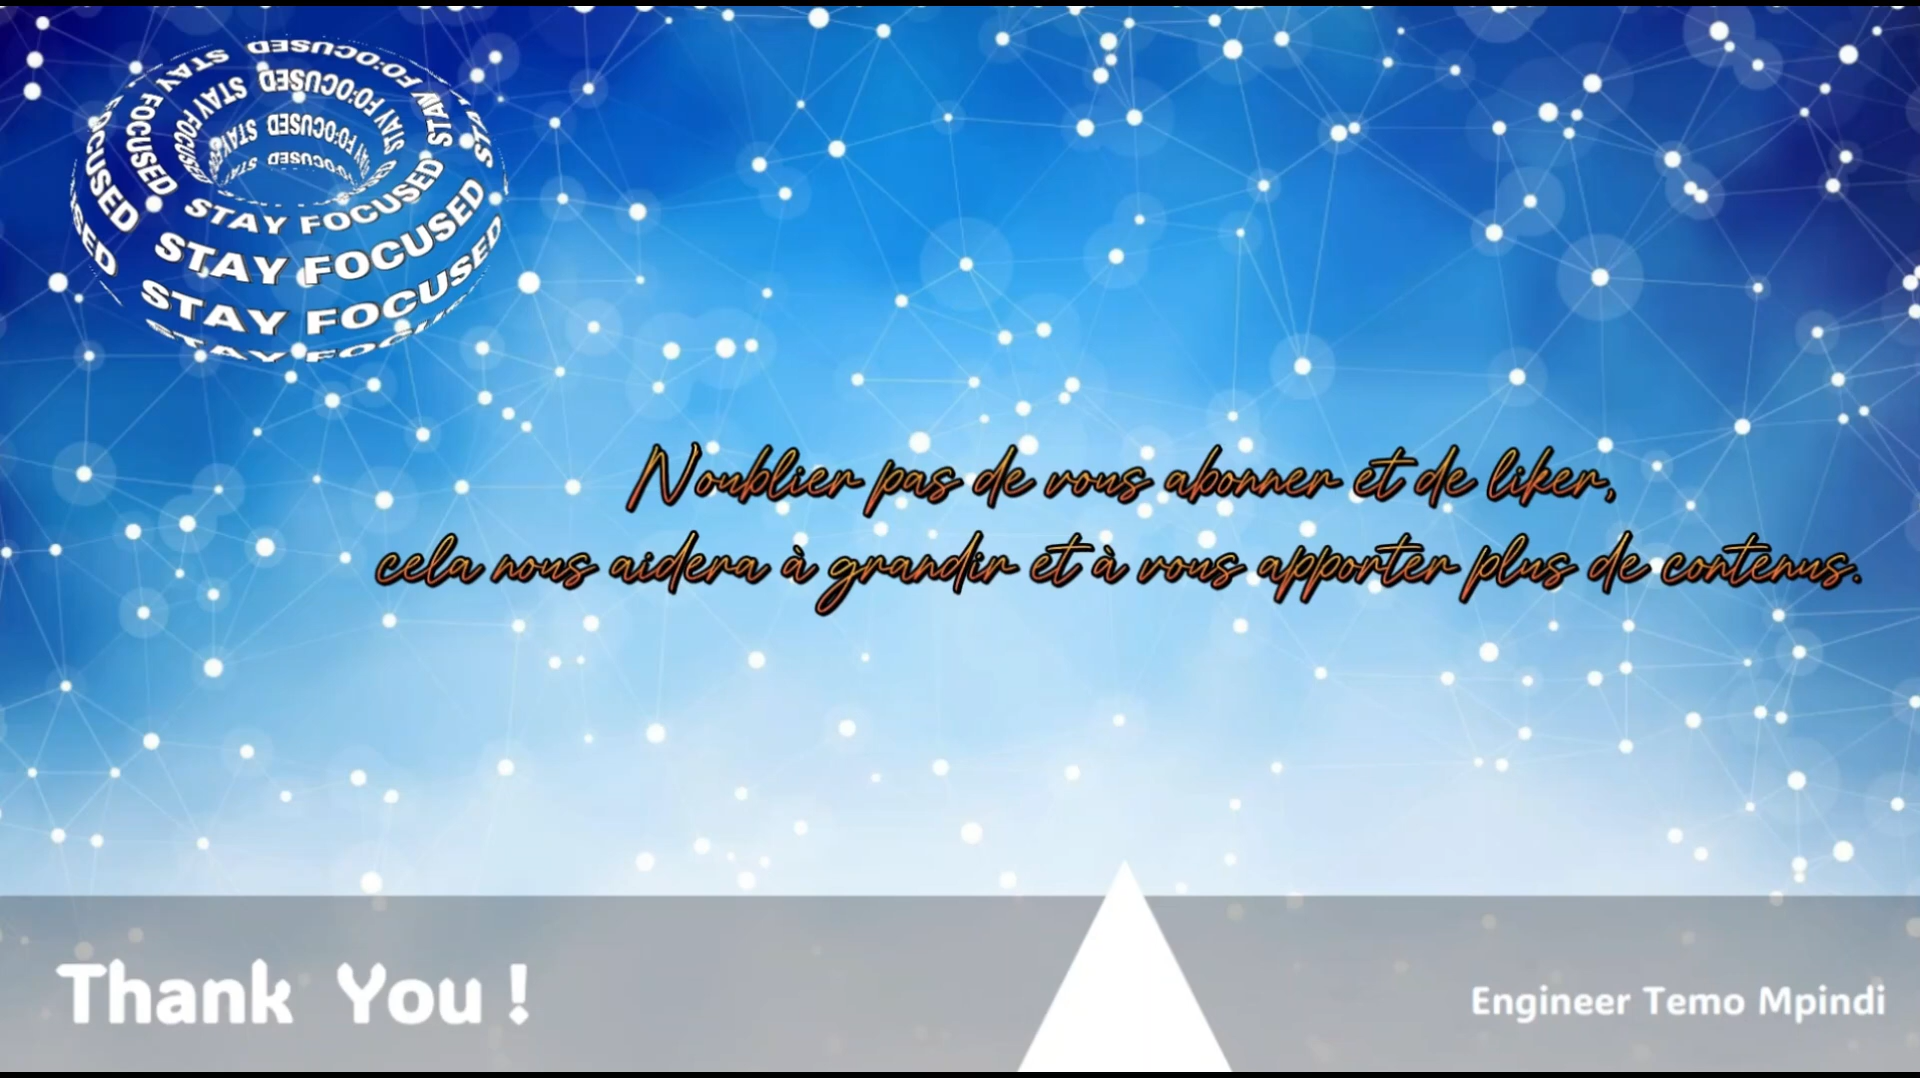 STAY FOCUSED
STAY FOCUSED
STAY FOCUSED
Noublier pas de vous abonner et de liker,
cela nous aidera à grandir et à vous apporter plus de contenus.
Thank You !
Engineer Temo Mpindi